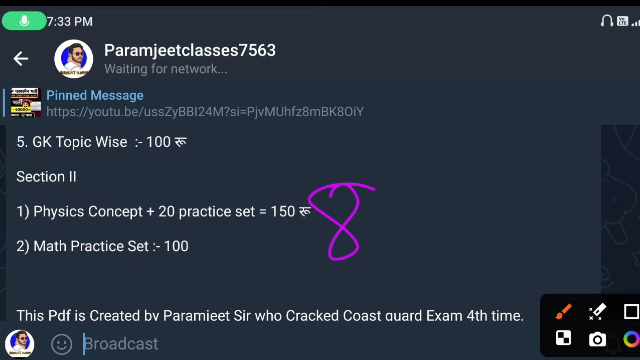 7:33 PM
Paramjeetclasses7563
Waiting for network...
Pinned Message
https://youtu.be/ussZyBBI24M?si=PjvMUhfz8mBK8OiY
5. GK Topic Wise :- 100 रू
Section II
1) Physics Concept + 20 practice set = 150 रू
8
2) Math Practice Set :- 100
This Pdf is Created by Paramjeet Sir who Cracked Coast guard Exam 4th time.
Broadcast